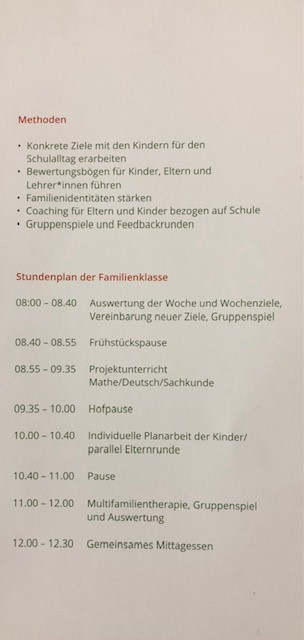 Methoden
• Konkrete Ziele mit den Kindern für den
Schulalltag erarbeiten
• Bewertungsbögen für Kinder, Eltern und
Lehrer*innen führen
• Familienidentitäten stärken
• Coaching für Eltern und Kinder bezogen auf Schule
• Gruppenspiele und Feedbackrunden
Stundenplan der Familienklasse
08:00 – 08.40 Auswertung der Woche und Wochenziele,
Vereinbarung neuer Ziele, Gruppenspiel
08.40 – 08.55 Frühstückspause
08.55 – 09.35 Projektunterricht
Mathe/Deutsch/Sachkunde
09.35 – 10.00 Hofpause
10.00 – 10.40 Individuelle Planarbeit der Kinder/
parallel Elternrunde
10.40 – 11.00 Pause
11.00 – 12.00 Multifamilientherapie, Gruppenspiel
und Auswertung
12.00 – 12.30 Gemeinsames Mittagessen